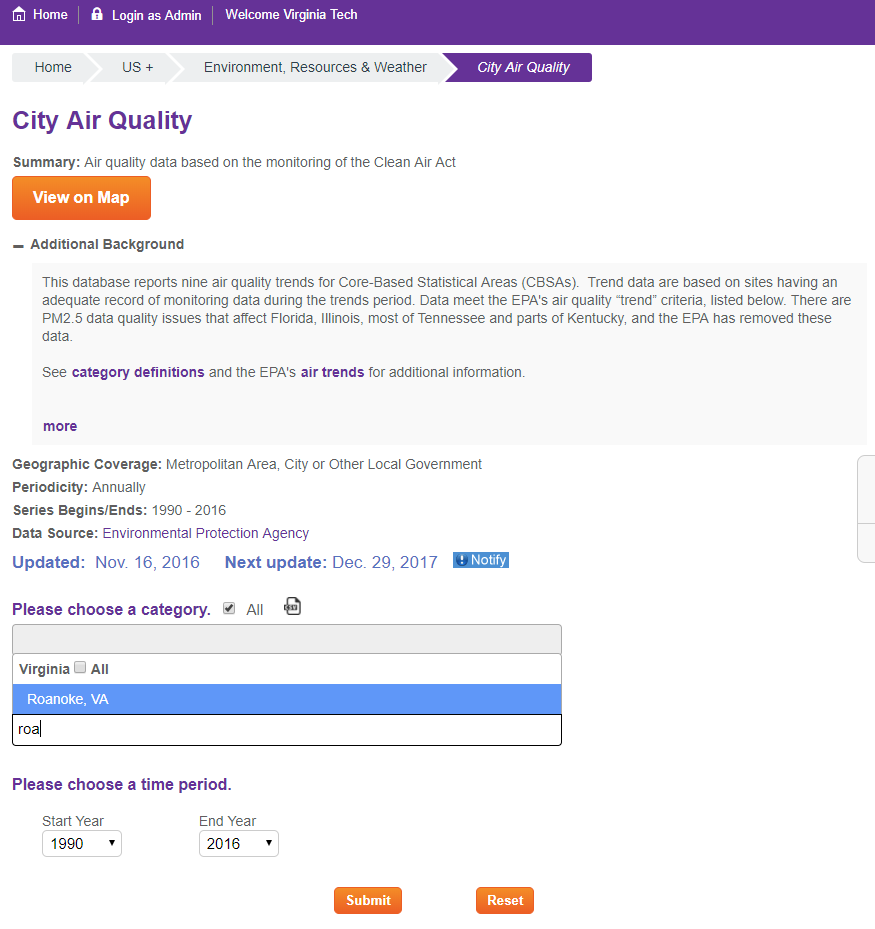 Home Login as Admin Welcome Virginia Tech
Home US + Environment, Resources & Weather City Air Quality
City Air Quality
Summary: Air quality data based on the monitoring of the Clean Air Act
View on Map
Additional Background
This database reports nine air quality trends for Core-Based Statistical Areas (CBSAs). Trend data are based on sites having an
adequate record of monitoring data during the trends period. Data meet the EPA's air quality “trend” criteria, listed below. There are
PM2.5 data quality issues that affect Florida, Illinois, most of Tennessee and parts of Kentucky, and the EPA has removed these
data.
See category definitions and the EPA's air trends for additional information.
more
Geographic Coverage: Metropolitan Area, City or Other Local Government
Periodicity: Annually
Series Begins/Ends: 1990 - 2016
Data Source: Environmental Protection Agency
Updated: Nov. 16, 2016 Next update: Dec. 29, 2017 Notify
Please choose a category. All CSV
Virginia All
Roanoke, VA
roa
Please choose a time period.
Start Year End Year
1990 2016
Submit Reset